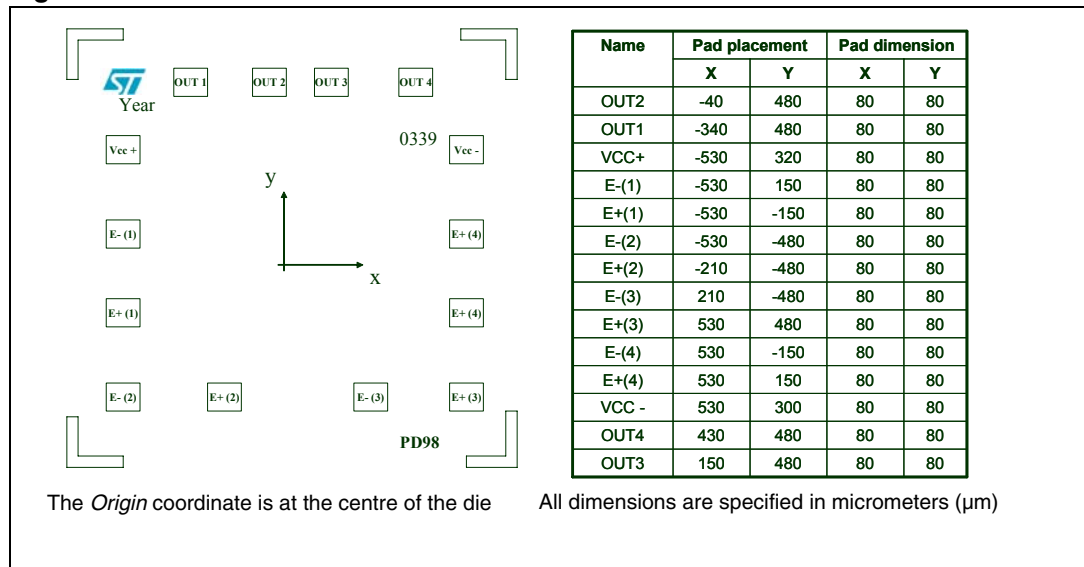 ST
Year
OUT 1 OUT 2 OUT 3 OUT 4
Vcc + 0339 Vcc -
y
E- (1) E+ (4)
x
E+ (1) E+ (4)
E- (2) E+ (2) E- (3) E+ (3)
PD98
The Origin coordinate is at the centre of the die
Name Pad placement Pad dimension
X Y X Y
OUT2 -40 480 80 80
OUT1 -340 480 80 80
VCC+ -530 320 80 80
E-(1) -530 150 80 80
E+(1) -530 -150 80 80
E-(2) -530 -480 80 80
E+(2) -210 -480 80 80
E-(3) 210 -480 80 80
E+(3) 530 480 80 80
E-(4) 530 -150 80 80
E+(4) 530 150 80 80
VCC - 530 300 80 80
OUT4 430 480 80 80
OUT3 150 480 80 80
All dimensions are specified in micrometers (µm)